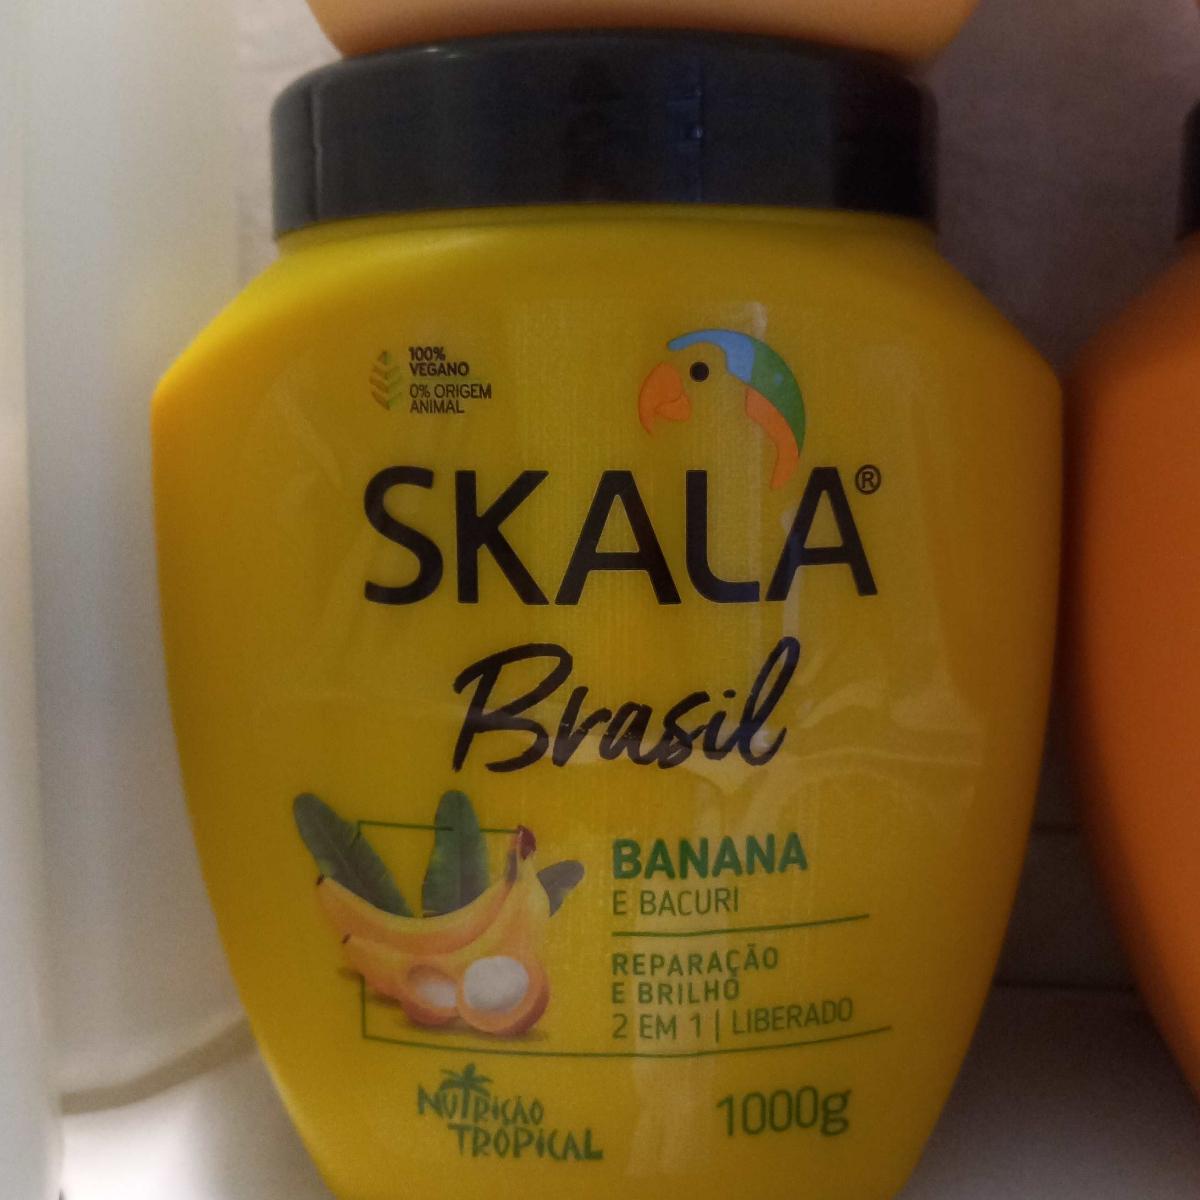 100%
VEGANO
0% ORIGEM
ANIMAL
SKALA®
Brasil
BANANA
E BACURI
REPARAÇÃO
E BRILHO
2 EM 1 | LIBERADO
NUTRIÇÃO
TROPICAL
1000g